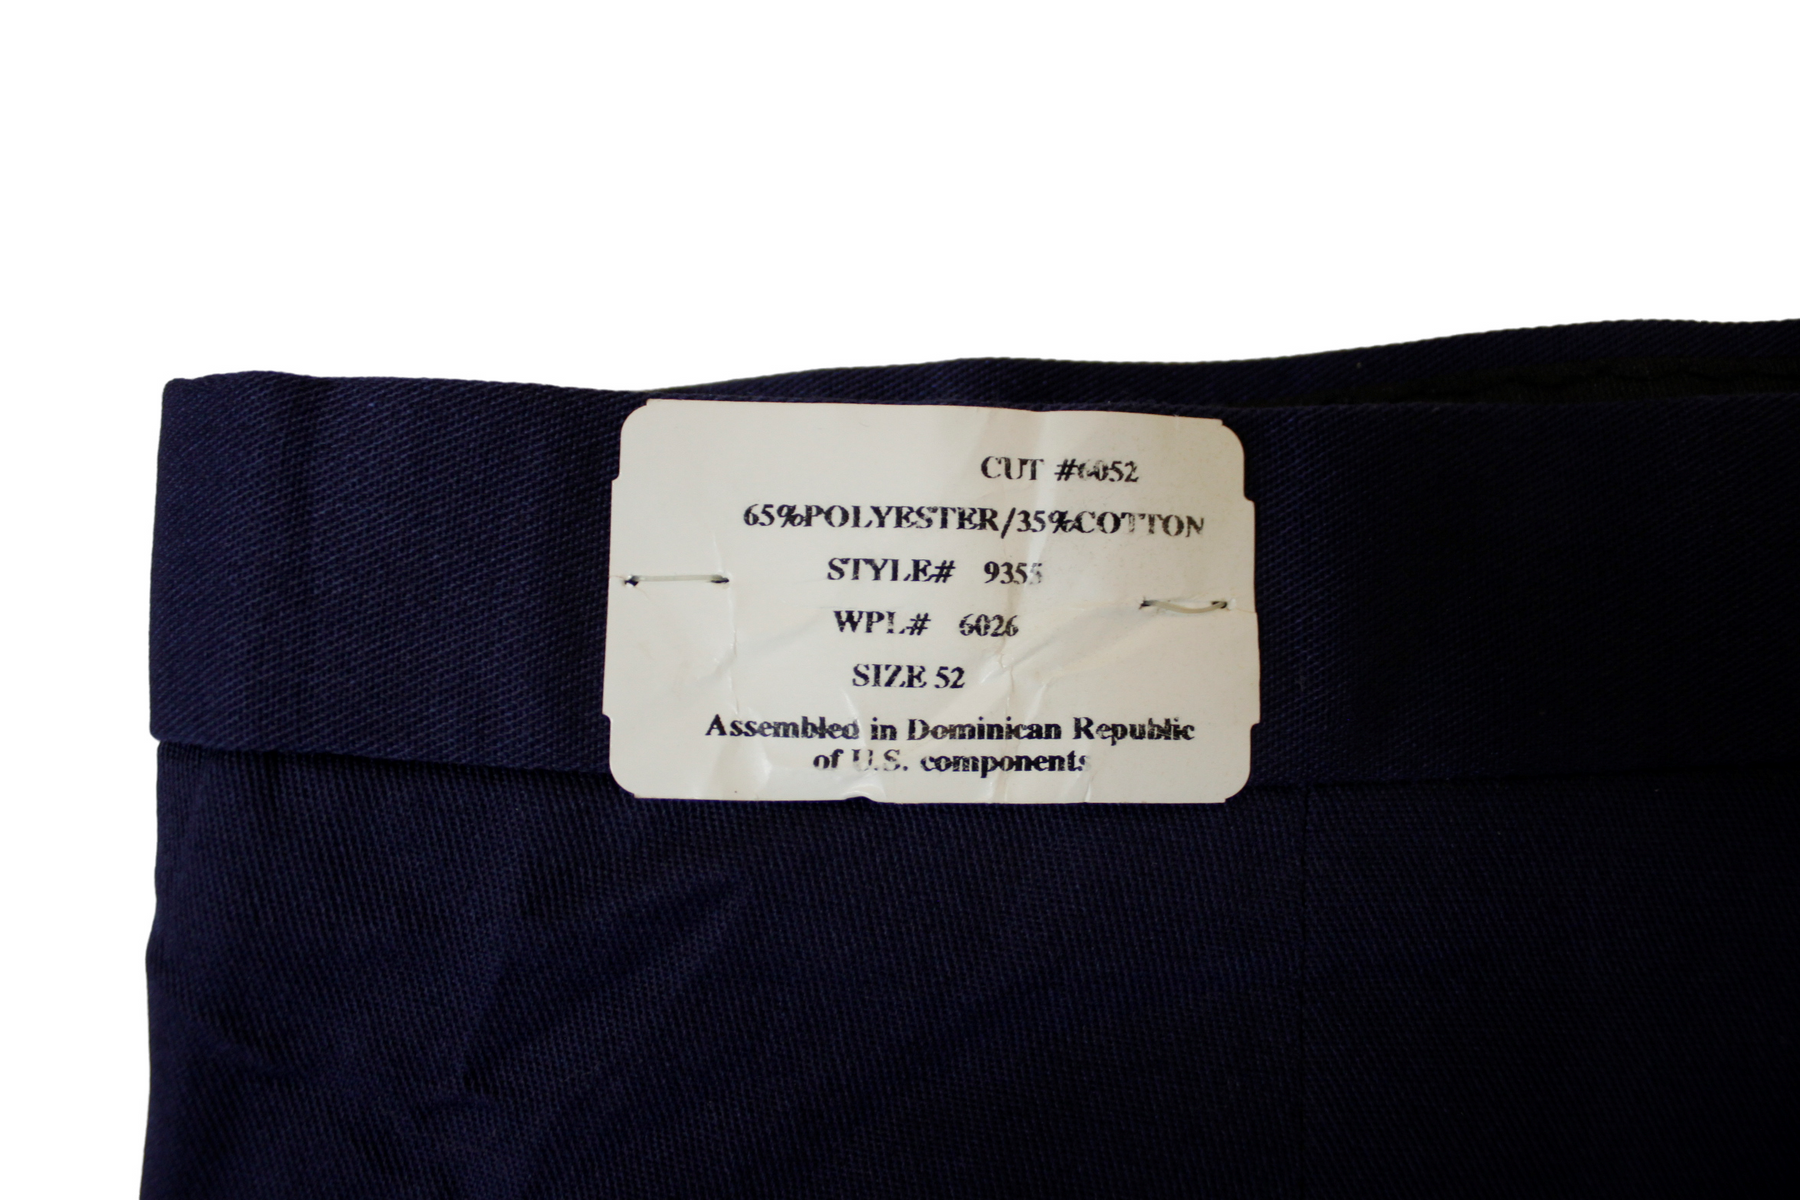 CUT #6052
65%POLYESTER/35%COTTON
STYLE# 9355
WPL# 6026
SIZE 52
Assembled in Dominican Republic
of U.S. components